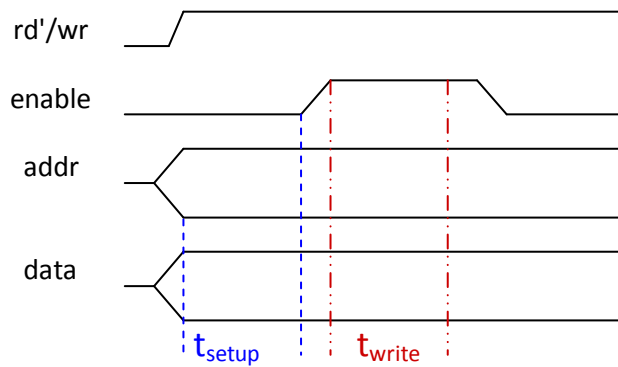 rd'/wr
enable
addr
data
tsetup twrite